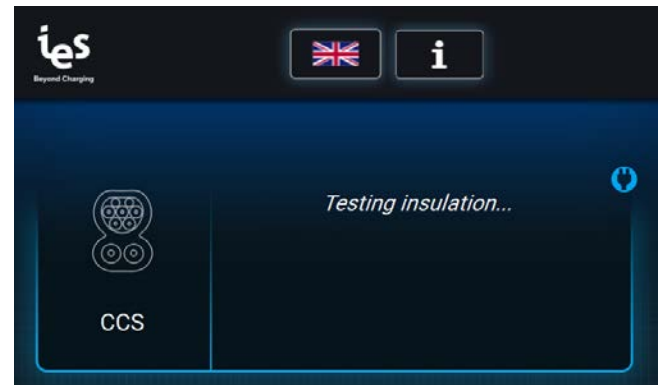 ies
Beyond Charging
i
Testing insulation...
CCS